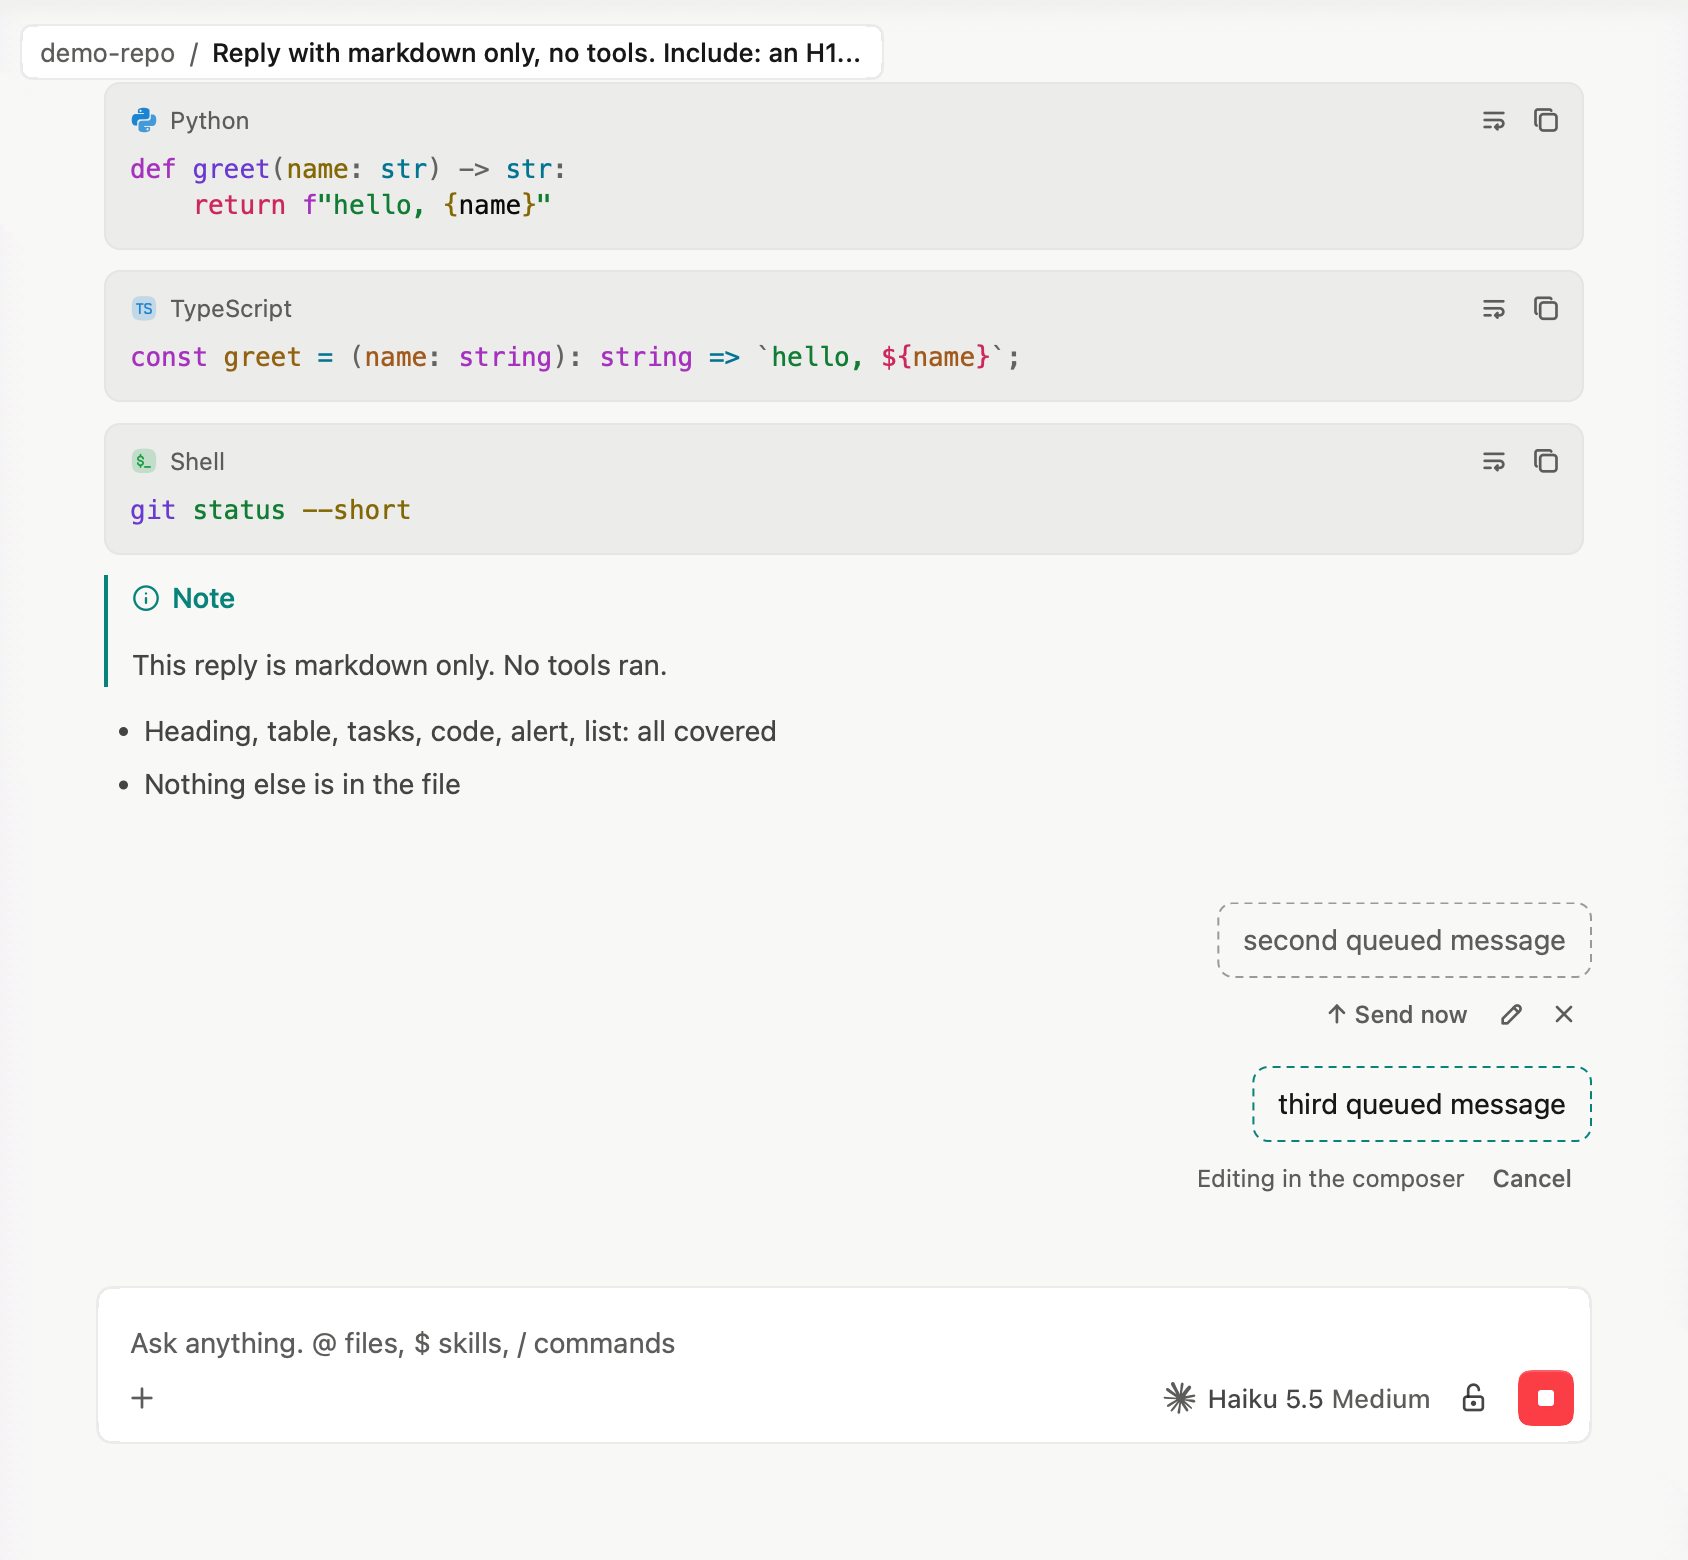 demo-repo / Reply with markdown only, no tools. Include: an H1...
Python
def greet(name: str) -> str:
    return f"hello, {name}"
TS TypeScript
const greet = (name: string): string => `hello, ${name}`;
$_ Shell
git status --short
Note
This reply is markdown only. No tools ran.
• Heading, table, tasks, code, alert, list: all covered
• Nothing else is in the file
second queued message
↑ Send now
third queued message
Editing in the composer Cancel
Ask anything. @ files, $ skills, / commands
Haiku 5.5 Medium